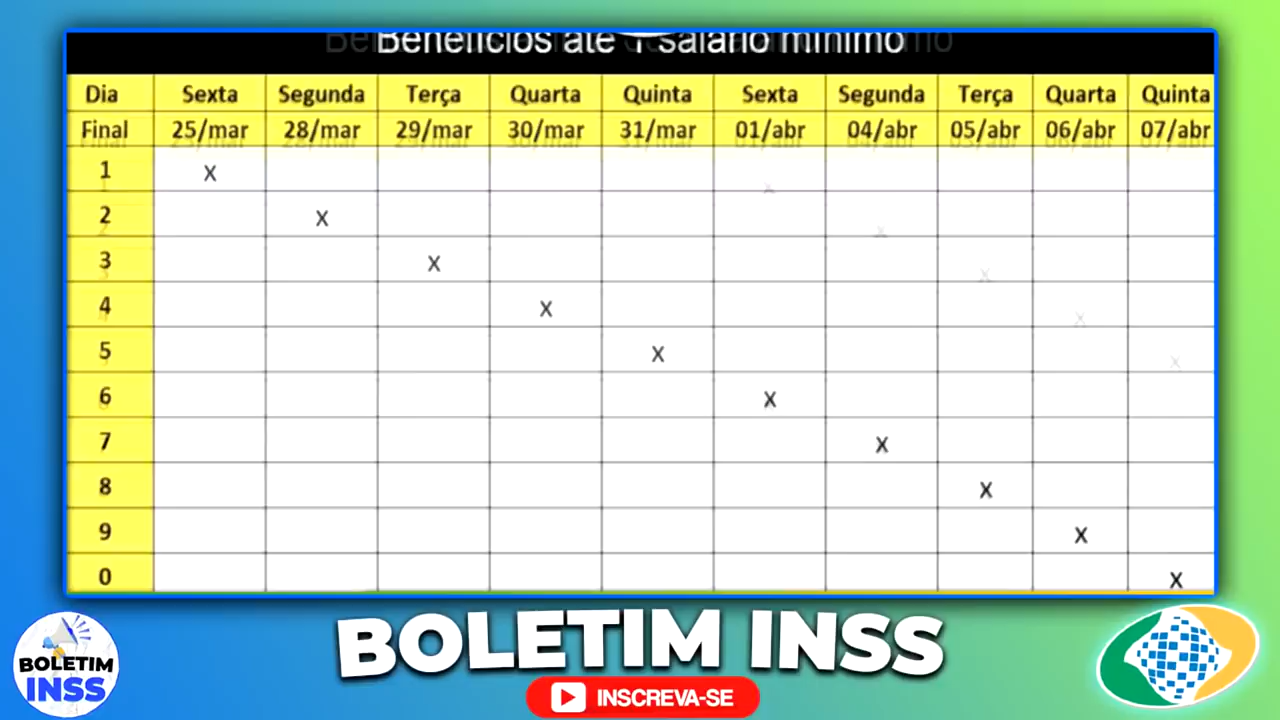 Benefícios até 1 salário mínimo
Dia Sexta Segunda Terça Quarta Quinta Sexta Segunda Terça Quarta Quinta
Final 25/mar 28/mar 29/mar 30/mar 31/mar 01/abr 04/abr 05/abr 06/abr 07/abr
1 X
2 X
3 X
4 X
5 X
6 X
7 X
8 X
9 X
0 X
BOLETIM INSS
INSCREVA-SE
BOLETIM
INSS